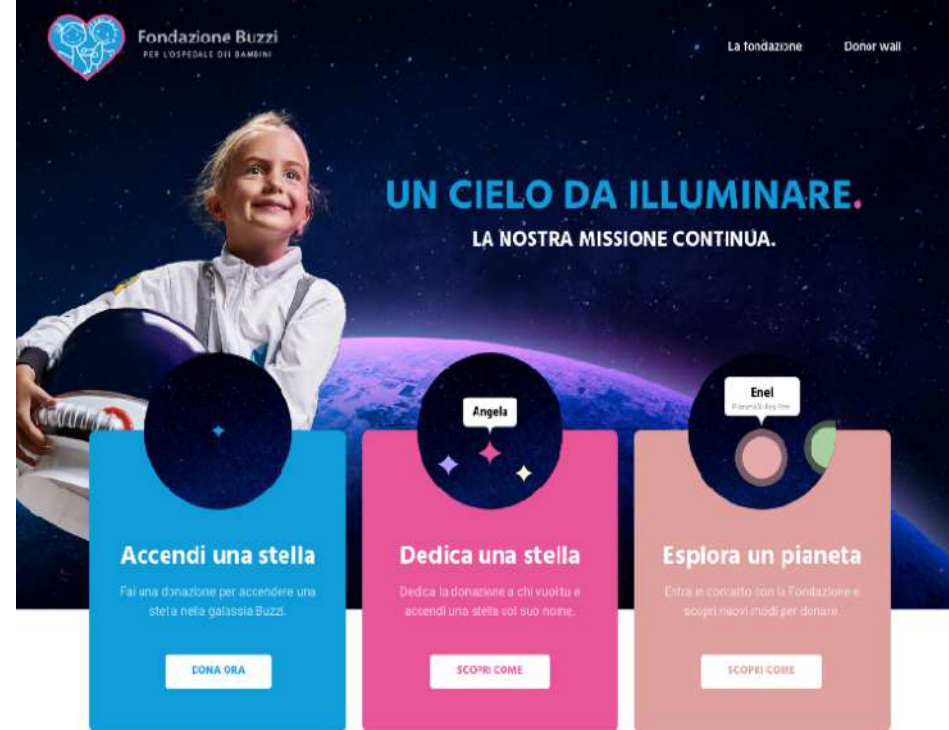 Fondazione Buzzi
PER L'OSPEDALE DEI BAMBINI
La fondazione
Donor wall
UN CIELO DA ILLUMINARE.
LA NOSTRA MISSIONE CONTINUA.
Angela
Enel
Accendi una stella
Fai una donazione per accendere una
stella nella galassia Buzzi.
DONA ORA
Dedica una stella
Dedica la donazione a chi vuoi tu e
accendi una stella col suo nome.
SCOPRI COME
Esplora un pianeta
Entra in contatto con la Fondazione e
scopri nuovi modi per donare.
SCOPRI COME